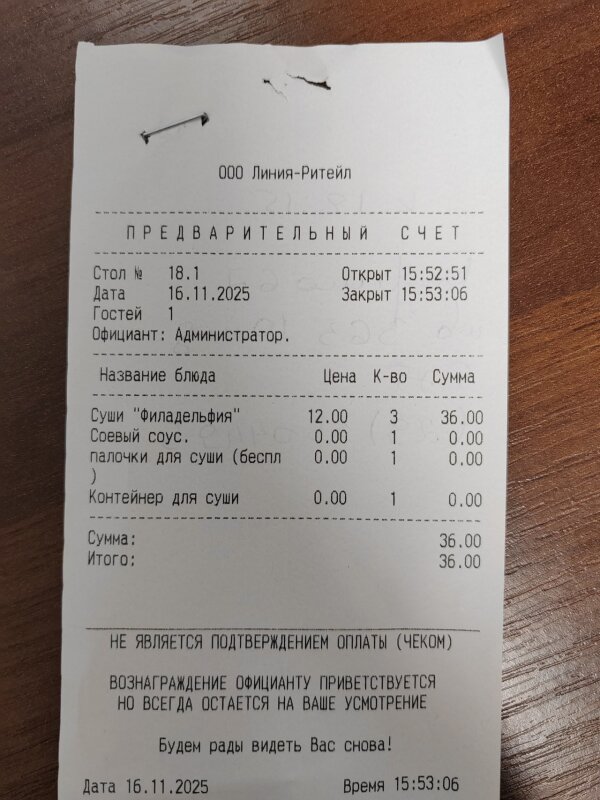 ООО Линия-Ритейл
ПРЕДВАРИТЕЛЬНЫЙ СЧЕТ
Стол № 18.1 Открыт 15:52:51
Дата 16.11.2025 Закрыт 15:53:06
Гостей 1
Официант: Администратор.
Название блюда Цена К-во Сумма
Суши "Филадельфия" 12.00 3 36.00
Соевый соус. 0.00 1 0.00
палочки для суши (беспл 0.00 1 0.00
)
Контейнер для суши 0.00 1 0.00
Сумма: 36.00
Итого: 36.00
НЕ ЯВЛЯЕТСЯ ПОДТВЕРЖДЕНИЕМ ОПЛАТЫ (ЧЕКОМ)
ВОЗНАГРАЖДЕНИЕ ОФИЦИАНТУ ПРИВЕТСТВУЕТСЯ
НО ВСЕГДА ОСТАЕТСЯ НА ВАШЕ УСМОТРЕНИЕ
Будем рады видеть Вас снова!
Дата 16.11.2025 Время 15:53:06